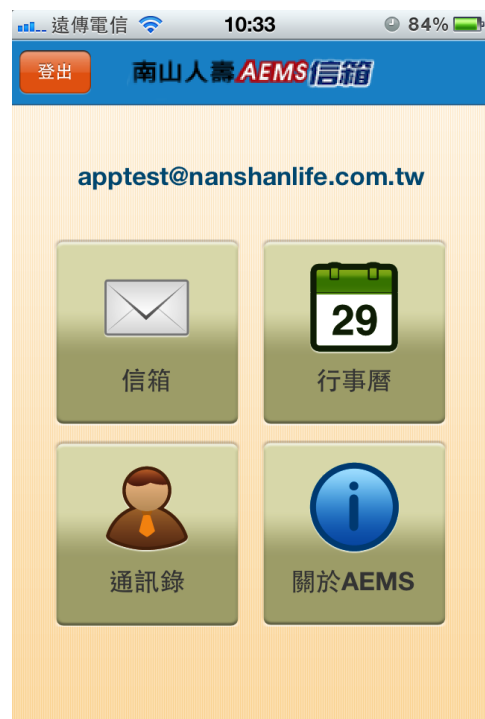 遠傳電信 10:33 84%
登出 南山人壽AEMS信箱
apptest@nanshanlife.com.tw
信箱 29 行事曆
通訊錄 關於AEMS